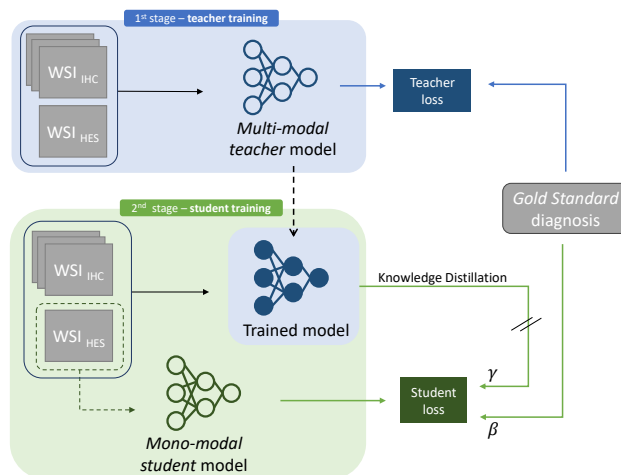 1st stage – teacher training
WSI IHC
WSI HES
Multi-modal
teacher model
Teacher
loss
Gold Standard
diagnosis
2nd stage – student training
WSI IHC
WSI HES
Trained model
Knowledge Distillation
γ
Student
loss
β
Mono-modal
student model